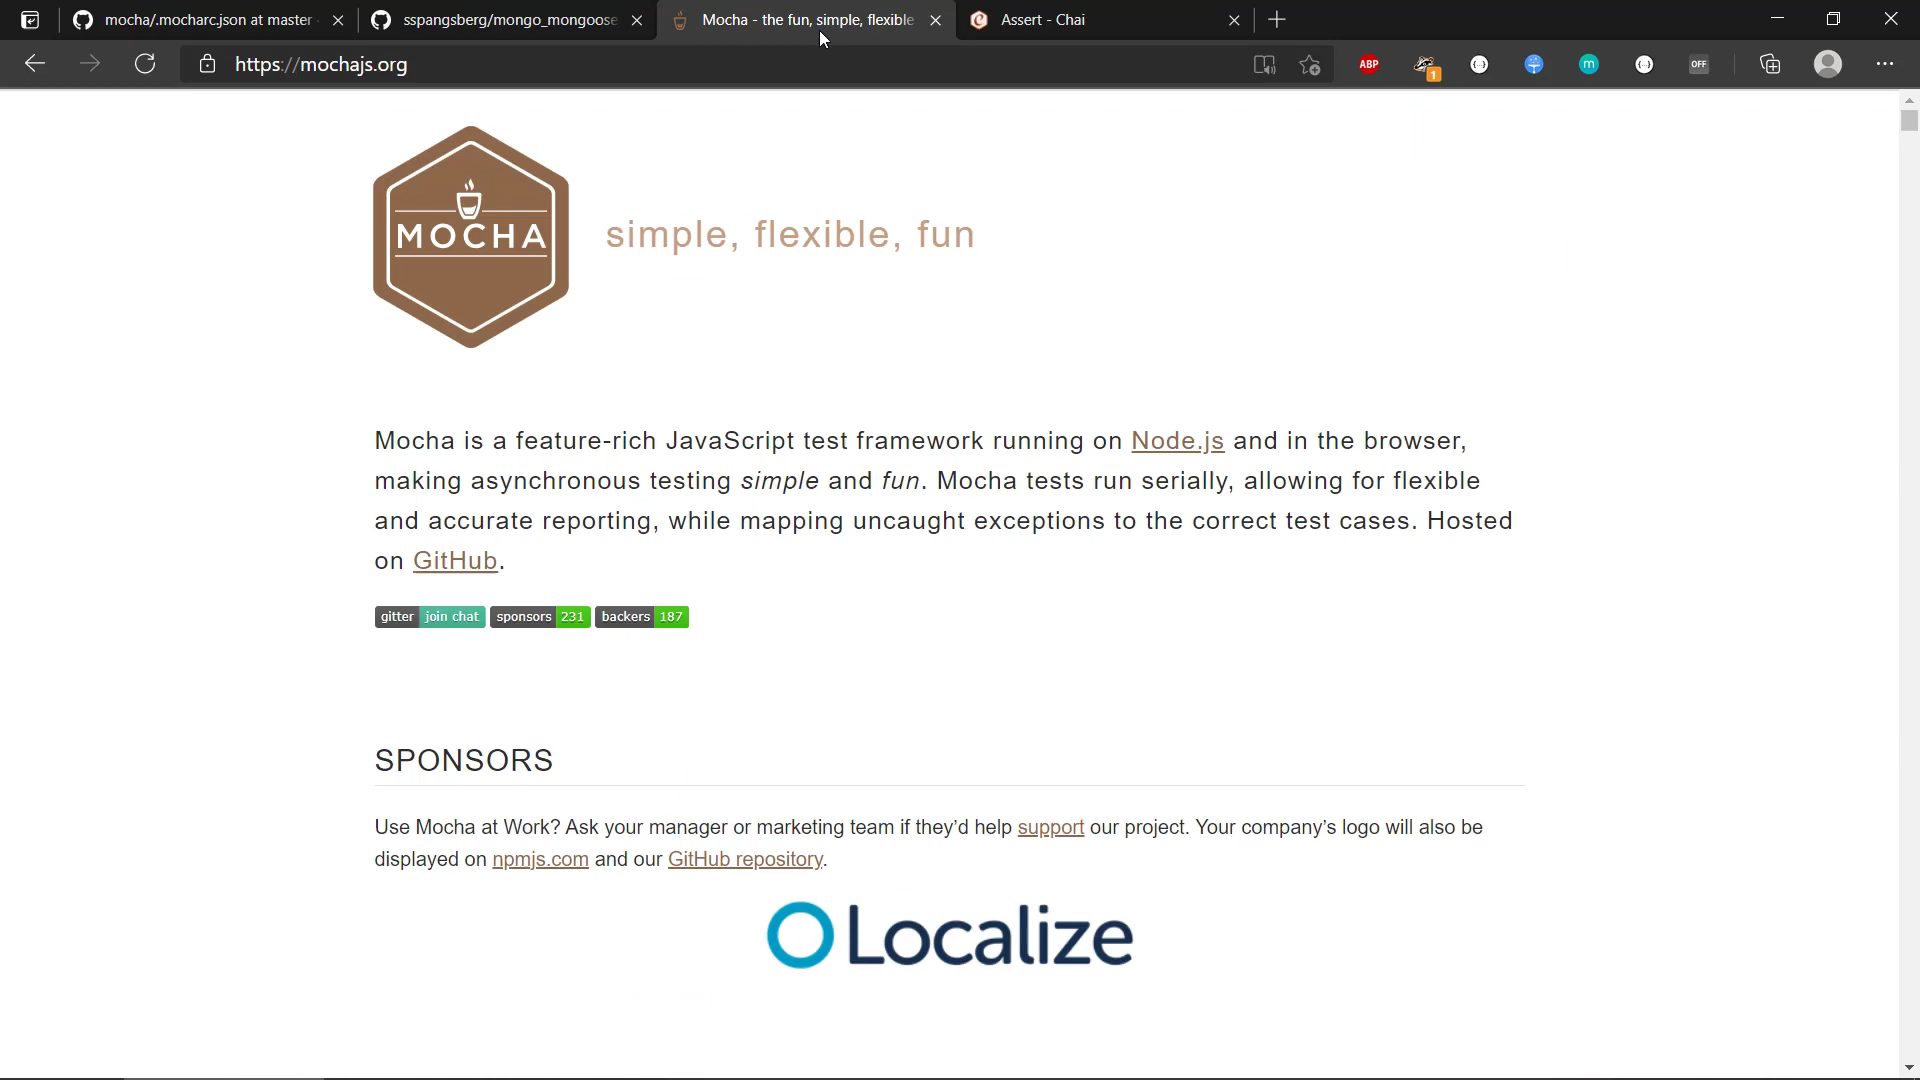 mocha/.mocharc.json at master
sspangsberg/mongo_mongoose
Mocha - the fun, simple, flexible
Assert - Chai
https://mochajs.org
ABP
1
m
OFF
MOCHA
simple, flexible, fun
Mocha is a feature-rich JavaScript test framework running on Node.js and in the browser,
making asynchronous testing simple and fun. Mocha tests run serially, allowing for flexible
and accurate reporting, while mapping uncaught exceptions to the correct test cases. Hosted
on GitHub.
gitter join chat sponsors 231 backers 187
SPONSORS
Use Mocha at Work? Ask your manager or marketing team if they’d help support our project. Your company’s logo will also be
displayed on npmjs.com and our GitHub repository.
Localize